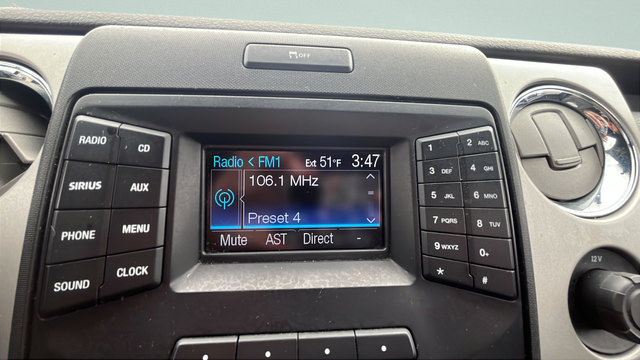 OFF
RADIO
CD
SIRIUS
AUX
PHONE
MENU
SOUND
CLOCK
Radio < FM1 Ext 51°F 3:47
106.1 MHz
Preset 4
Mute AST Direct -
1
2 ABC
3 DEF
4 GHI
5 JKL
6 MNO
7 PQRS
8 TUV
9 WXYZ
0+
*
#
12V